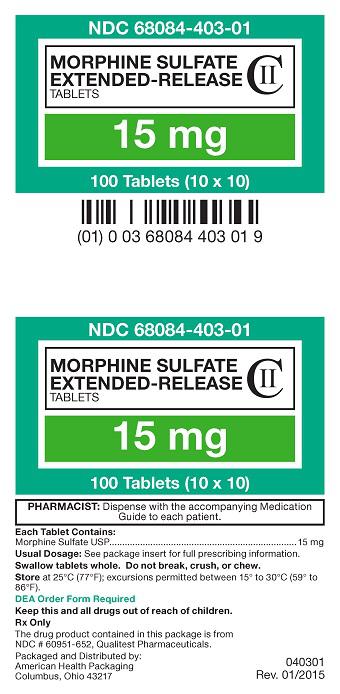 NDC 68084-403-01
MORPHINE SULFATE
EXTENDED-RELEASE CII
TABLETS
15 mg
100 Tablets (10 x 10)
(01) 0 03 68084 403 01 9
NDC 68084-403-01
MORPHINE SULFATE
EXTENDED-RELEASE CII
TABLETS
15 mg
100 Tablets (10 x 10)
PHARMACIST: Dispense with the accompanying Medication
Guide to each patient.
Each Tablet Contains:
Morphine Sulfate USP..................................................................15 mg
Usual Dosage: See package insert for full prescribing information.
Swallow tablets whole. Do not break, crush, or chew.
Store at 25°C (77°F); excursions permitted between 15° to 30°C (59° to
86°F).
DEA Order Form Required
Keep this and all drugs out of reach of children.
Rx Only
The drug product contained in this package is from
NDC # 60951-652, Qualitest Pharmaceuticals.
Packaged and Distributed by:
American Health Packaging
Columbus, Ohio 43217
040301
Rev. 01/2015